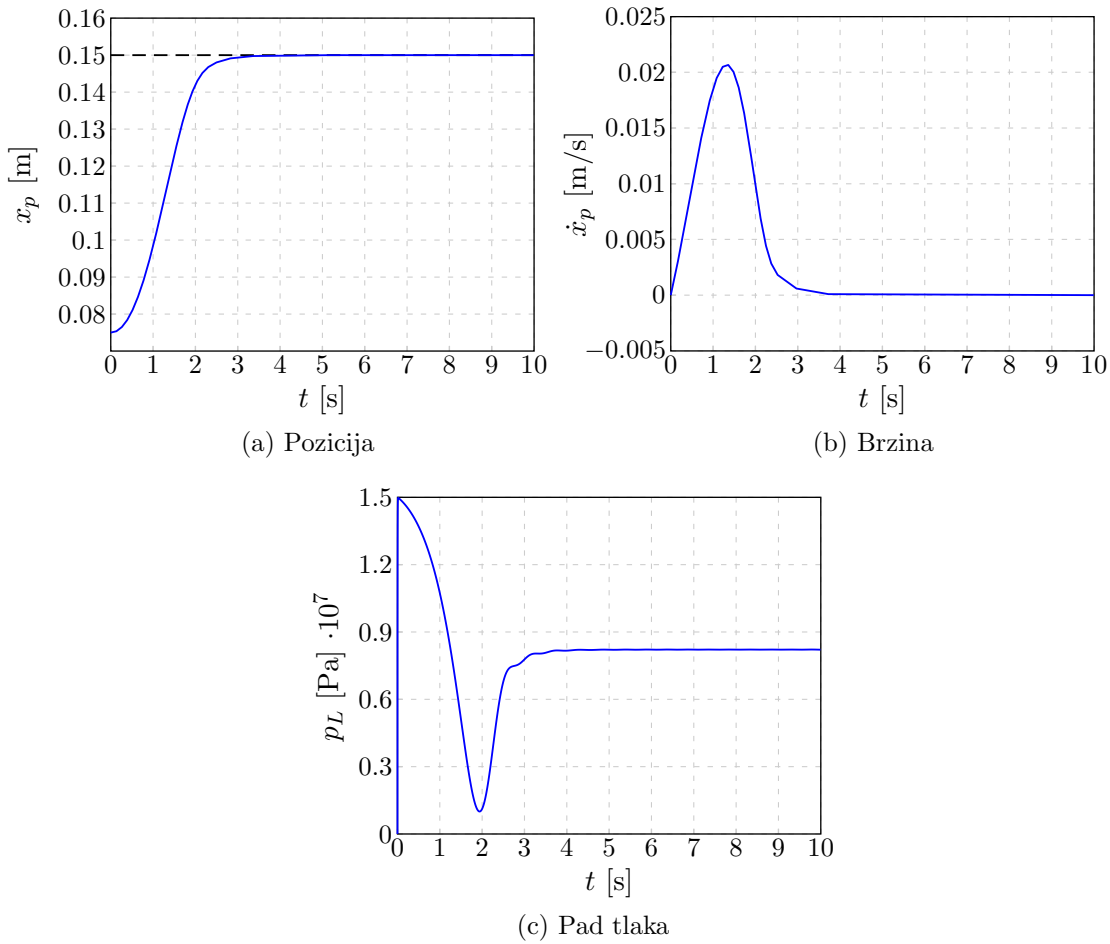 0.16
0.15
0.14
0.13
0.12
0.11
0.1
0.09
0.08
x_p [m]
0 1 2 3 4 5 6 7 8 9 10
t [s]
(a) Pozicija
0.025
0.02
0.015
0.01
0.005
0
−0.005
ẋ_p [m/s]
0 1 2 3 4 5 6 7 8 9 10
t [s]
(b) Brzina
1.5
1.2
0.9
0.6
0.3
0
p_L [Pa] ·10^7
0 1 2 3 4 5 6 7 8 9 10
t [s]
(c) Pad tlaka